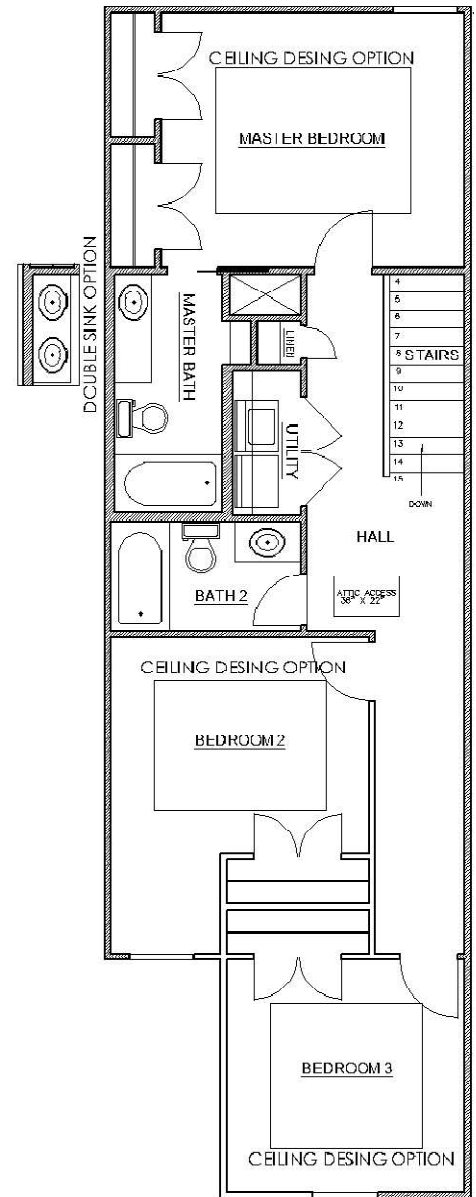 CEILING DESING OPTION
MASTER BEDROOM
DOUBLE SINK OPTION
MASTER BATH
LINEN
UTILITY
4
5
6
7
8 STAIRS
9
10
11
12
13
14
15
DOWN
HALL
ATTIC ACCESS
36" X 22"
BATH 2
CEILING DESING OPTION
BEDROOM 2
BEDROOM 3
CEILING DESING OPTION